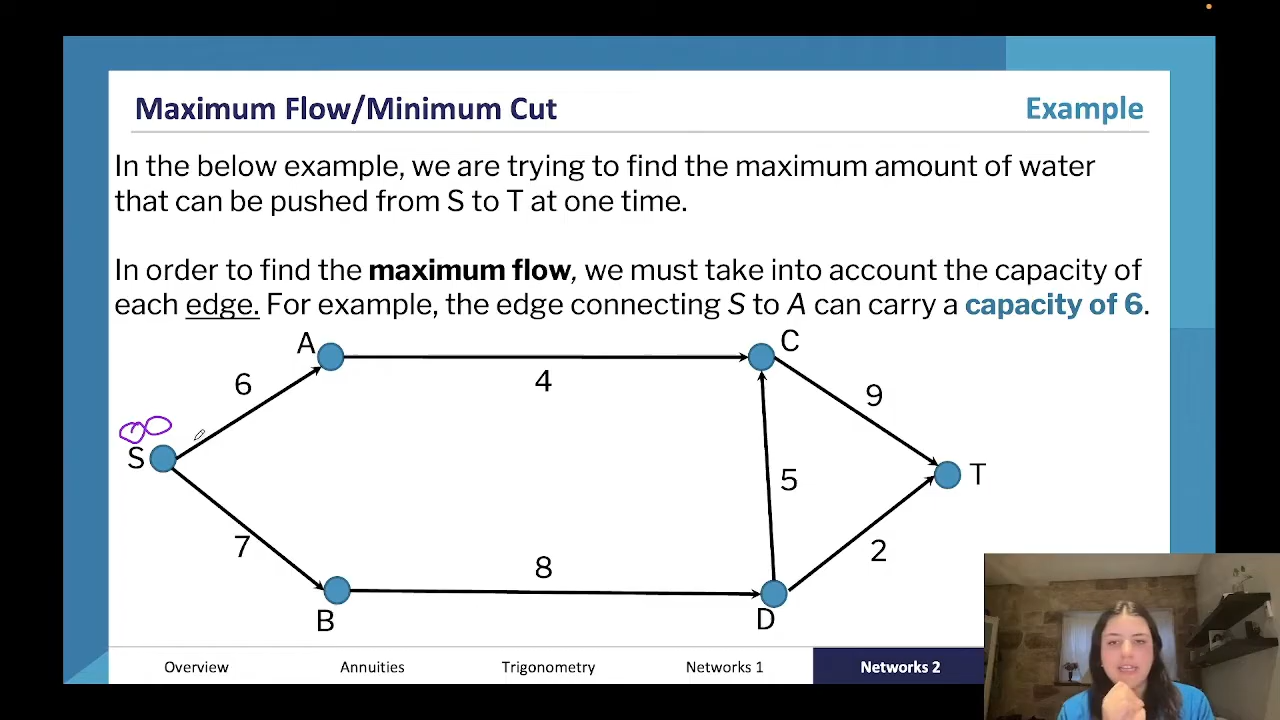 Maximum Flow/Minimum Cut
Example
In the below example, we are trying to find the maximum amount of water
that can be pushed from S to T at one time.
In order to find the maximum flow, we must take into account the capacity of
each edge. For example, the edge connecting S to A can carry a capacity of 6.
A
C
6
4
9
S
T
5
7
8
2
B
D
Overview
Annuities
Trigonometry
Networks 1
Networks 2